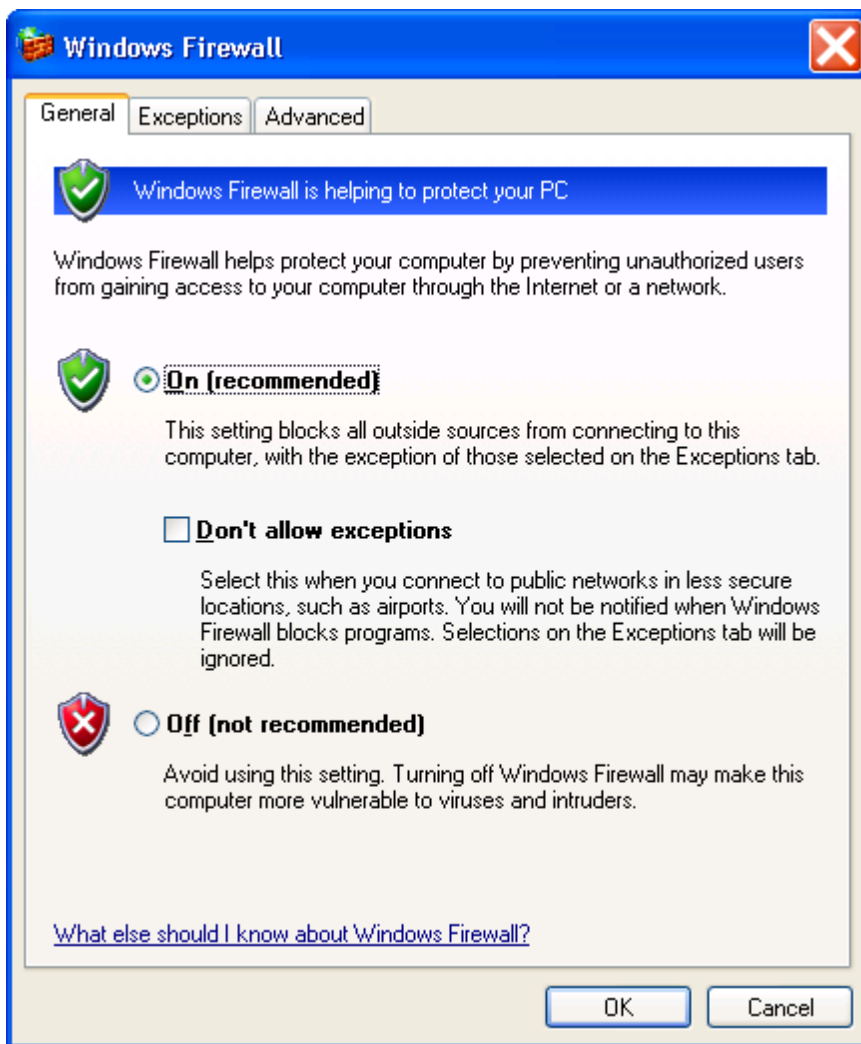 Windows Firewall
General
Exceptions
Advanced
Windows Firewall is helping to protect your PC
Windows Firewall helps protect your computer by preventing unauthorized users
from gaining access to your computer through the Internet or a network.
On (recommended)
This setting blocks all outside sources from connecting to this
computer, with the exception of those selected on the Exceptions tab.
Don't allow exceptions
Select this when you connect to public networks in less secure
locations, such as airports. You will not be notified when Windows
Firewall blocks programs. Selections on the Exceptions tab will be
ignored.
Off (not recommended)
Avoid using this setting. Turning off Windows Firewall may make this
computer more vulnerable to viruses and intruders.
What else should I know about Windows Firewall?
OK
Cancel